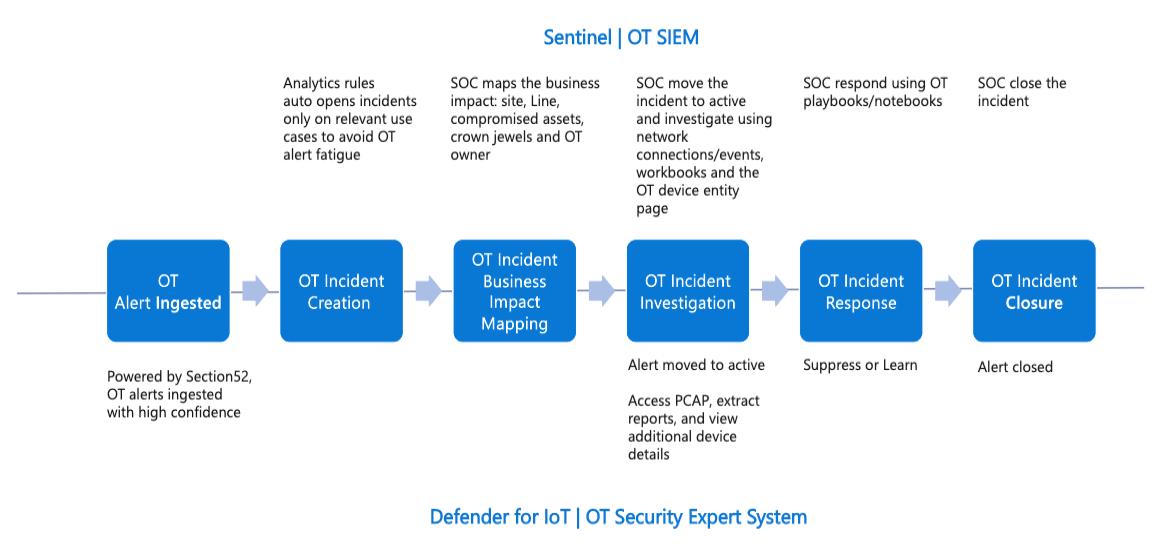 Sentinel | OT SIEM
Analytics rules
auto opens incidents
only on relevant use
cases to avoid OT
alert fatigue
SOC maps the business
impact: site, Line,
compromised assets,
crown jewels and OT
owner
SOC move the
incident to active
and investigate using
network
connections/events,
workbooks and the
OT device entity
page
SOC respond using OT
playbooks/notebooks
SOC close the
incident
OT
Alert Ingested
OT Incident
Creation
OT Incident
Business
Impact
Mapping
OT Incident
Investigation
OT Incident
Response
OT Incident
Closure
Powered by Section52,
OT alerts ingested
with high confidence
Alert moved to active
Access PCAP, extract
reports, and view
additional device
details
Suppress or Learn
Alert closed
Defender for IoT | OT Security Expert System